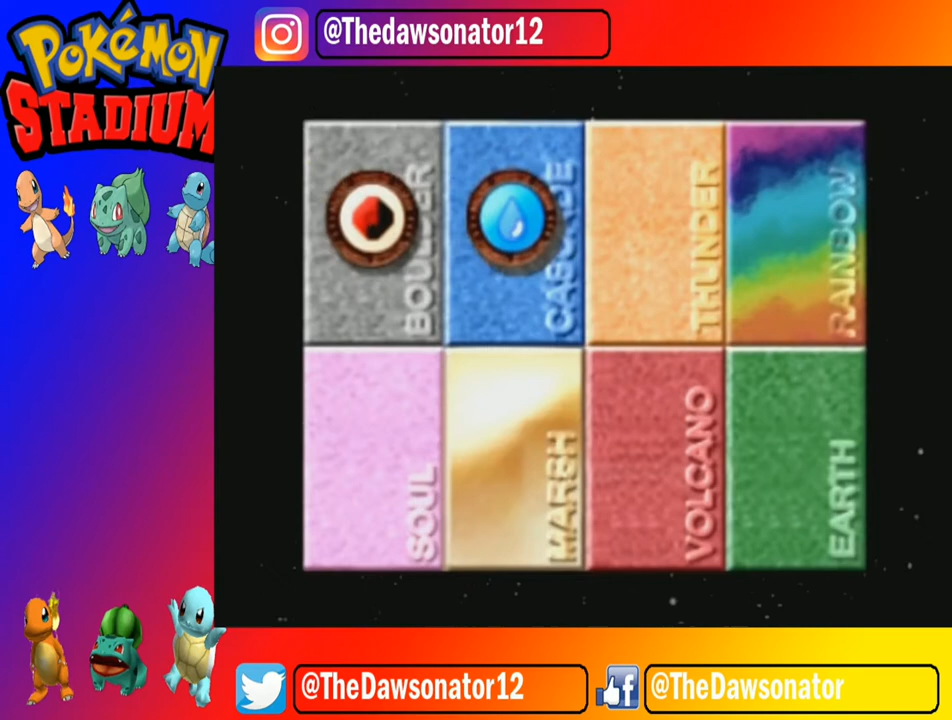 POKéMON
STADIUM
@Thedawsonator12
BOULDER
CASCADE
THUNDER
RAINBOW
SOUL
MARSH
VOLCANO
EARTH
@TheDawsonator12
@TheDawsonator